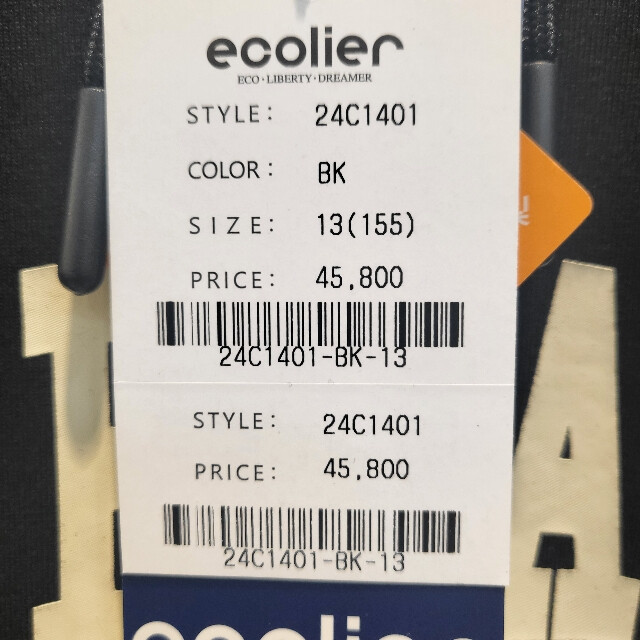 ecolier
ECO·LIBERTY·DREAMER
STYLE: 24C1401
COLOR: BK
SIZE: 13(155)
PRICE: 45,800
24C1401-BK-13
STYLE: 24C1401
PRICE: 45,800
24C1401-BK-13
ecolier
A